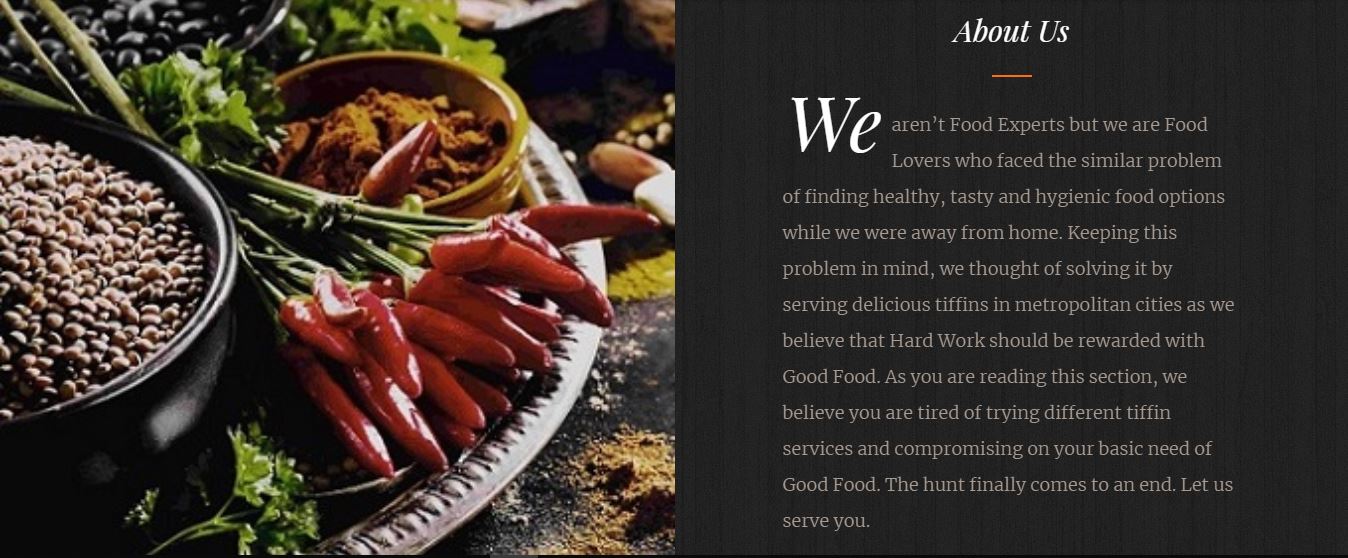 About Us
We aren’t Food Experts but we are Food
Lovers who faced the similar problem
of finding healthy, tasty and hygienic food options
while we were away from home. Keeping this
problem in mind, we thought of solving it by
serving delicious tiffins in metropolitan cities as we
believe that Hard Work should be rewarded with
Good Food. As you are reading this section, we
believe you are tired of trying different tiffin
services and compromising on your basic need of
Good Food. The hunt finally comes to an end. Let us
serve you.